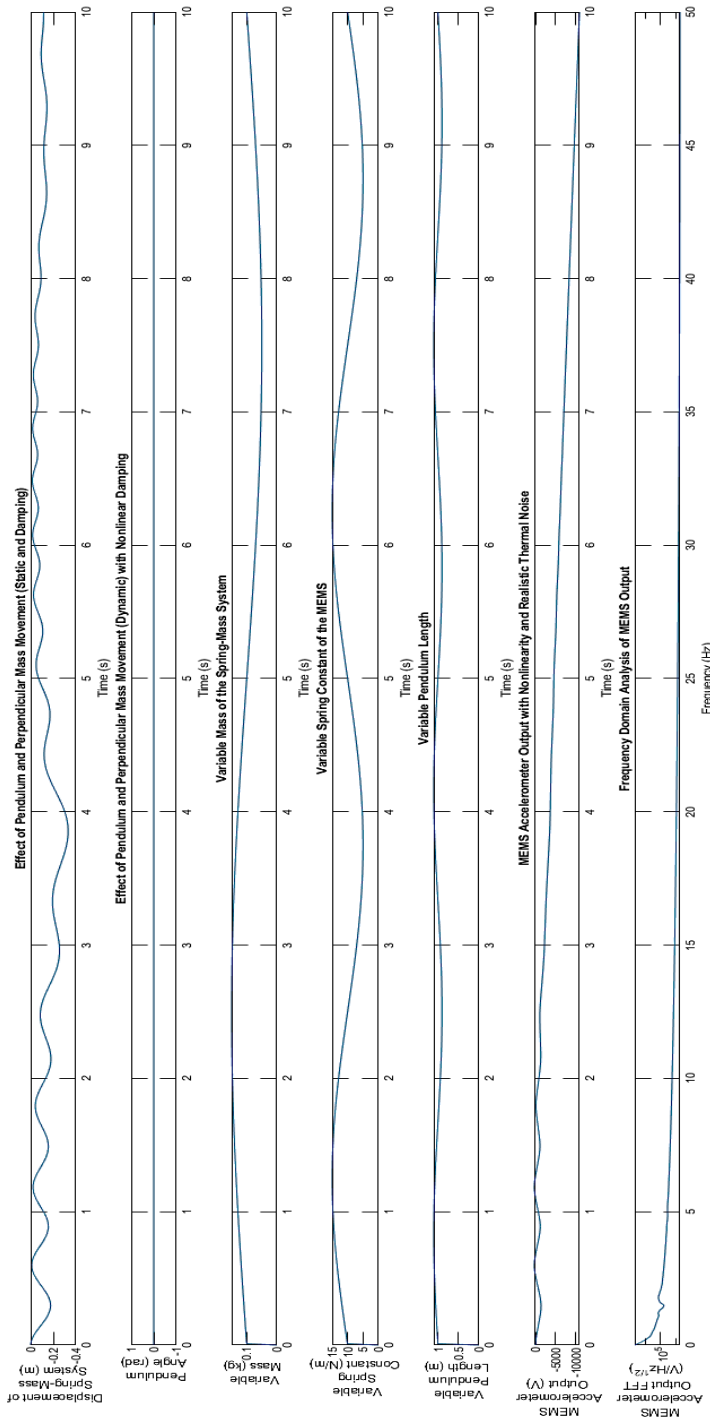 Effect of Pendulum and Perpendicular Mass Movement (Static and Damping)
Displacement of
Spring-Mass
System (m)
0
-0.2
-0.4
0 1 2 3 4 5 6 7 8 9 10
Time (s)
Effect of Pendulum and Perpendicular Mass Movement (Dynamic) with Nonlinear Damping
Pendulum
Angle (rad)
1
0
-1
0 1 2 3 4 5 6 7 8 9 10
Time (s)
Variable Mass of the Spring-Mass System
Variable
Mass (kg)
0.1
0
0 1 2 3 4 5 6 7 8 9 10
Time (s)
Variable Spring Constant of the MEMS
Variable
Spring
Constant (N/m)
15
10
5
0
0 1 2 3 4 5 6 7 8 9 10
Time (s)
Variable Pendulum Length
Variable
Pendulum
Length (m)
1
0.5
0
0 1 2 3 4 5 6 7 8 9 10
Time (s)
MEMS Accelerometer Output with Nonlinearity and Realistic Thermal Noise
MEMS
Accelerometer
Output (V)
0
-5000
-10000
0 1 2 3 4 5 6 7 8 9 10
Time (s)
Frequency Domain Analysis of MEMS Output
MEMS
Accelerometer
Output FFT
(V/Hz^1/2)
10^5
0 5 10 15 20 25 30 35 40 45 50
Frequency (Hz)